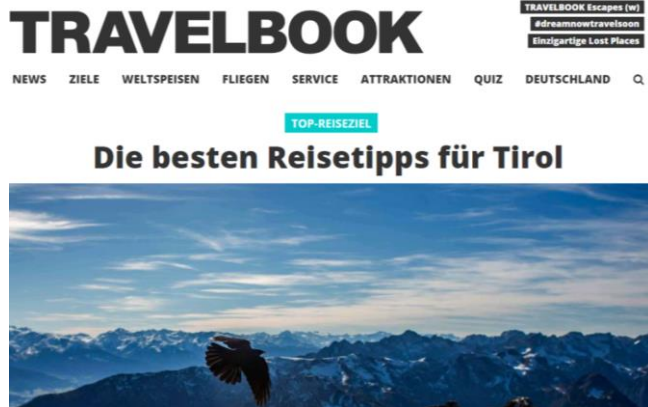 TRAVELBOOK
TRAVELBOOK Escapes (w)
#dreamnowtravelsoon
Einzigartige Lost Places
NEWS ZIELE WELTSPEISEN FLIEGEN SERVICE ATTRAKTIONEN QUIZ DEUTSCHLAND
TOP-REISEZIEL
Die besten Reisetipps für Tirol